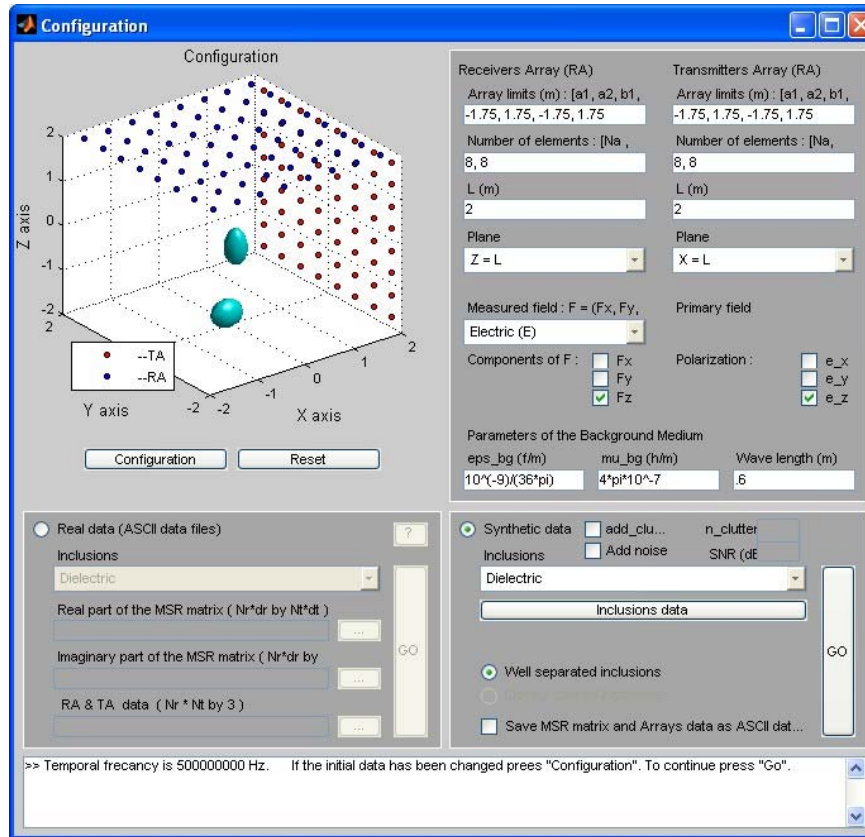 Configuration
Configuration
Z axis
2
1
0
-1
-2
2
--TA
--RA
Y axis
-2
-2
-1
0
1
2
X axis
Configuration
Reset
Receivers Array (RA)
Transmitters Array (RA)
Array limits (m) : [a1, a2, b1,
Array limits (m) : [a1, a2, b1,
-1.75, 1.75, -1.75, 1.75
-1.75, 1.75, -1.75, 1.75
Number of elements : [Na ,
Number of elements : [Na,
8, 8
8, 8
L (m)
L (m)
2
2
Plane
Plane
Z = L
X = L
Measured field : F = (Fx, Fy,
Primary field
Electric (E)
Components of F :
Fx
Fy
Fz
Polarization :
e_x
e_y
e_z
Parameters of the Background Medium
eps_bg (f/m)
mu_bg (h/m)
Wave length (m)
10^(-9)/(36*pi)
4*pi*10^-7
.6
Real data (ASCII data files)
?
Inclusions
Dielectric
Real part of the MSR matrix ( Nr*dr by Nt*dt )
...
Imaginary part of the MSR matrix ( Nr*dr by
...
RA & TA data ( Nr * Nt by 3 )
...
GO
Synthetic data
add_clu...
n_clutter
Inclusions
Add noise
SNR (dE
Dielectric
Inclusions data
Well separated inclusions
Save MSR matrix and Arrays data as ASCII dat...
GO
>> Temporal frecancy is 500000000 Hz. If the initial data has been changed prees "Configuration". To continue press "Go".